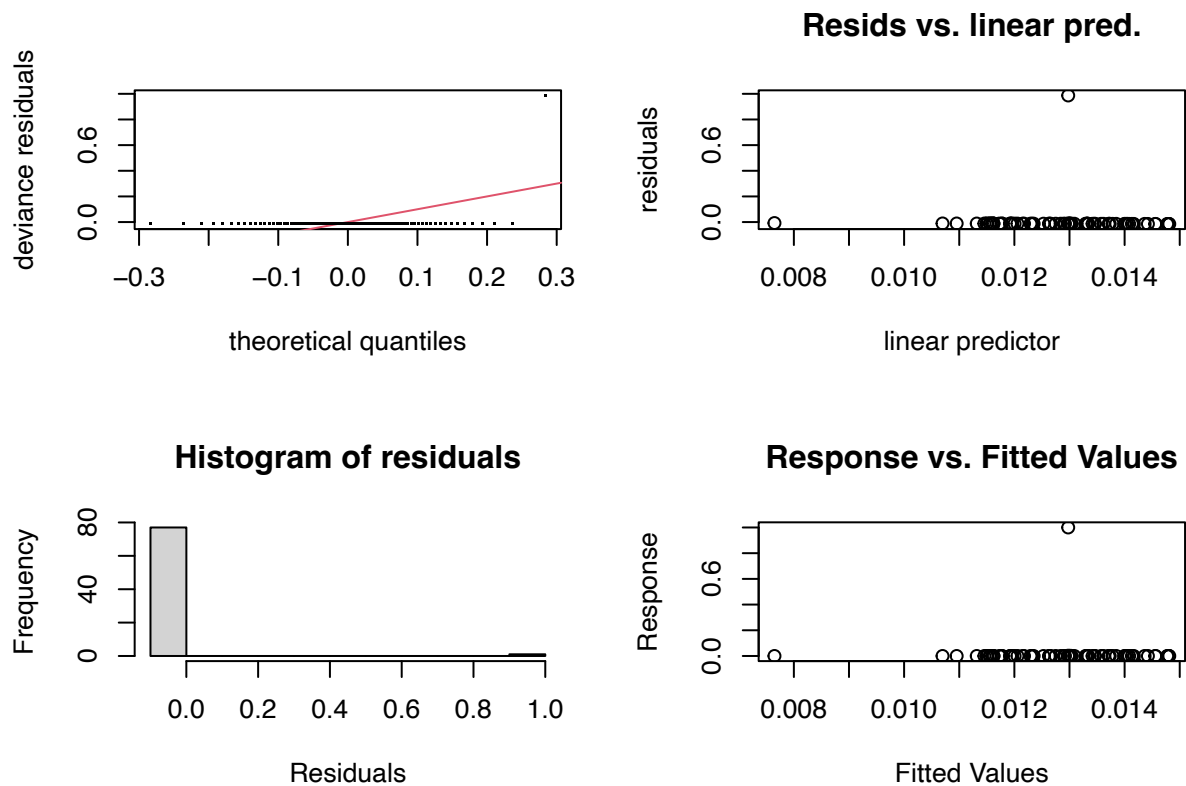 deviance residuals
0.0 0.6
−0.3 −0.1 0.0 0.1 0.2 0.3
theoretical quantiles
Resids vs. linear pred.
residuals
0.0 0.6
0.008 0.010 0.012 0.014
linear predictor
Histogram of residuals
Frequency
0 40 80
0.0 0.2 0.4 0.6 0.8 1.0
Residuals
Response vs. Fitted Values
Response
0.0 0.6
0.008 0.010 0.012 0.014
Fitted Values